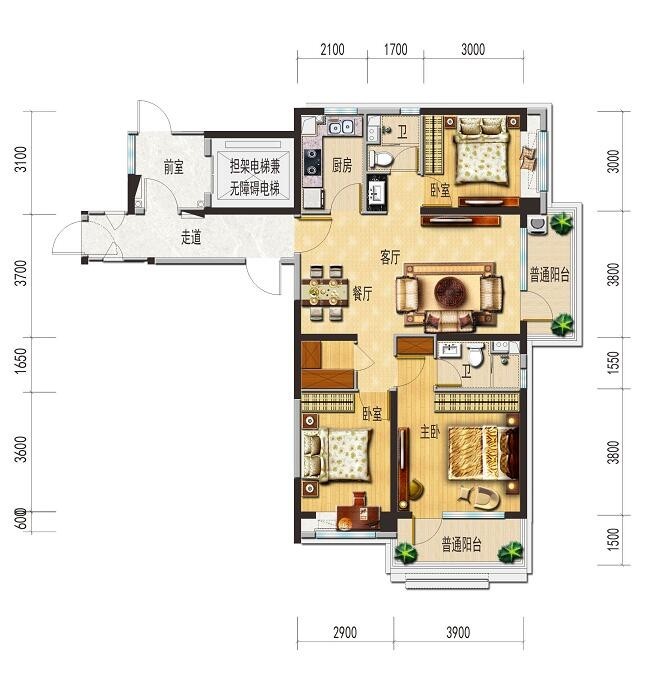 2100
1700
3000
3100
3700
1650
3600
600
前室
担架电梯兼
无障碍电梯
走道
厨房
卫
卧室
客厅
餐厅
普通阳台
卫
卧室
主卧
普通阳台
3000
3800
1550
3800
1500
2900
3900